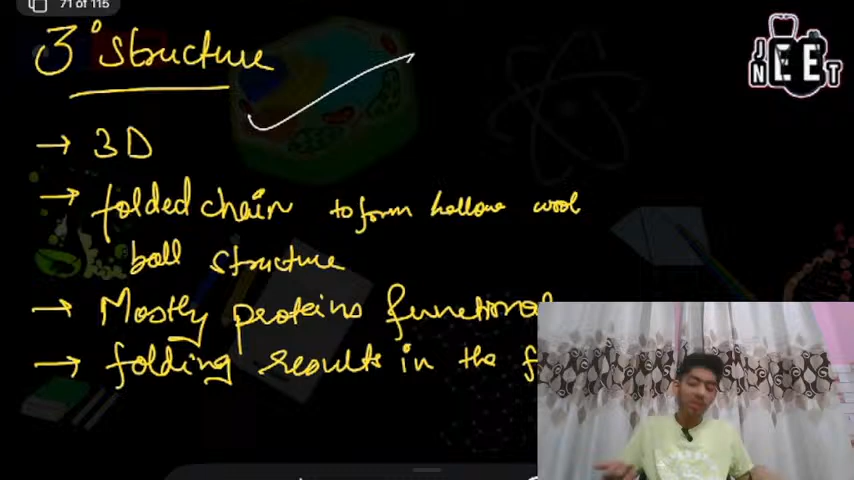 71 of 115
3° structure
J
NEET
→ 3D
→ folded chain to form hollow wool
ball structure
→ Mostly proteins functional
→ folding results in the f